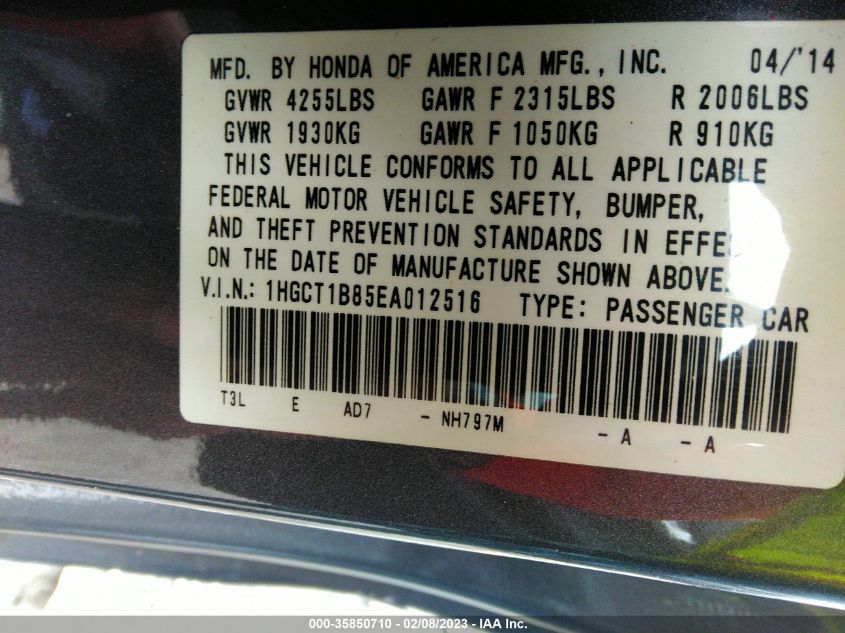 MFD. BY HONDA OF AMERICA MFG., INC. 04/'14
GVWR 4255LBS GAWR F 2315LBS R 2006LBS
GVWR 1930KG GAWR F 1050KG R 910KG
THIS VEHICLE CONFORMS TO ALL APPLICABLE
FEDERAL MOTOR VEHICLE SAFETY, BUMPER,
AND THEFT PREVENTION STANDARDS IN
ON THE DATE OF MANUFACTURE SHOWN ABOVE.
V.I.N.: 1HGCT1B85EA012516 TYPE: PASSENGER CAR
T3L E AD7 - NH797M - A - A
000-35850710 - 02/08/2023 - IAA Inc.